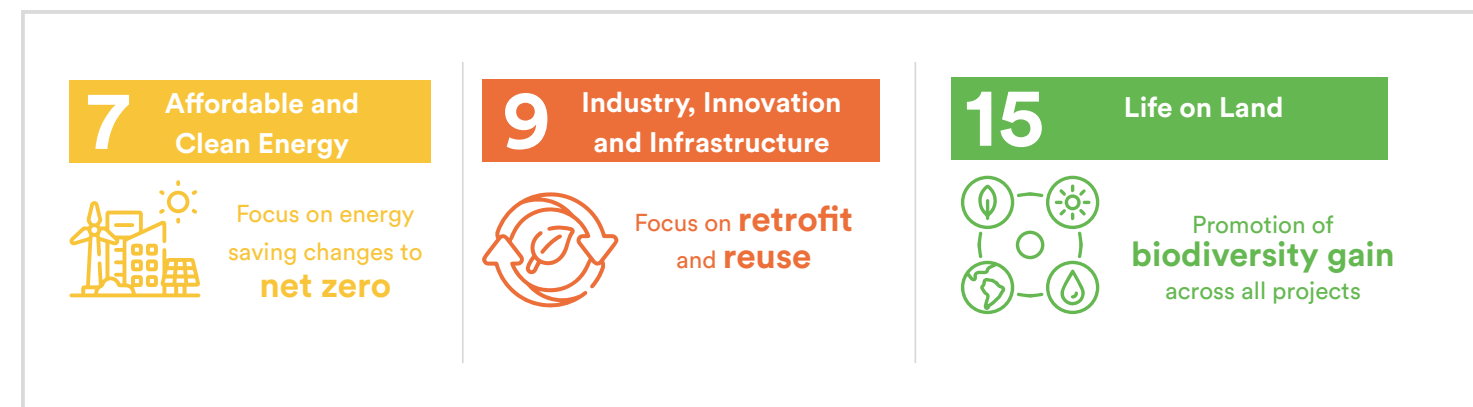 7
Affordable and
Clean Energy
Focus on energy
saving changes to
net zero
9
Industry, Innovation
and Infrastructure
Focus on retrofit
and reuse
15
Life on Land
Promotion of
biodiversity gain
across all projects